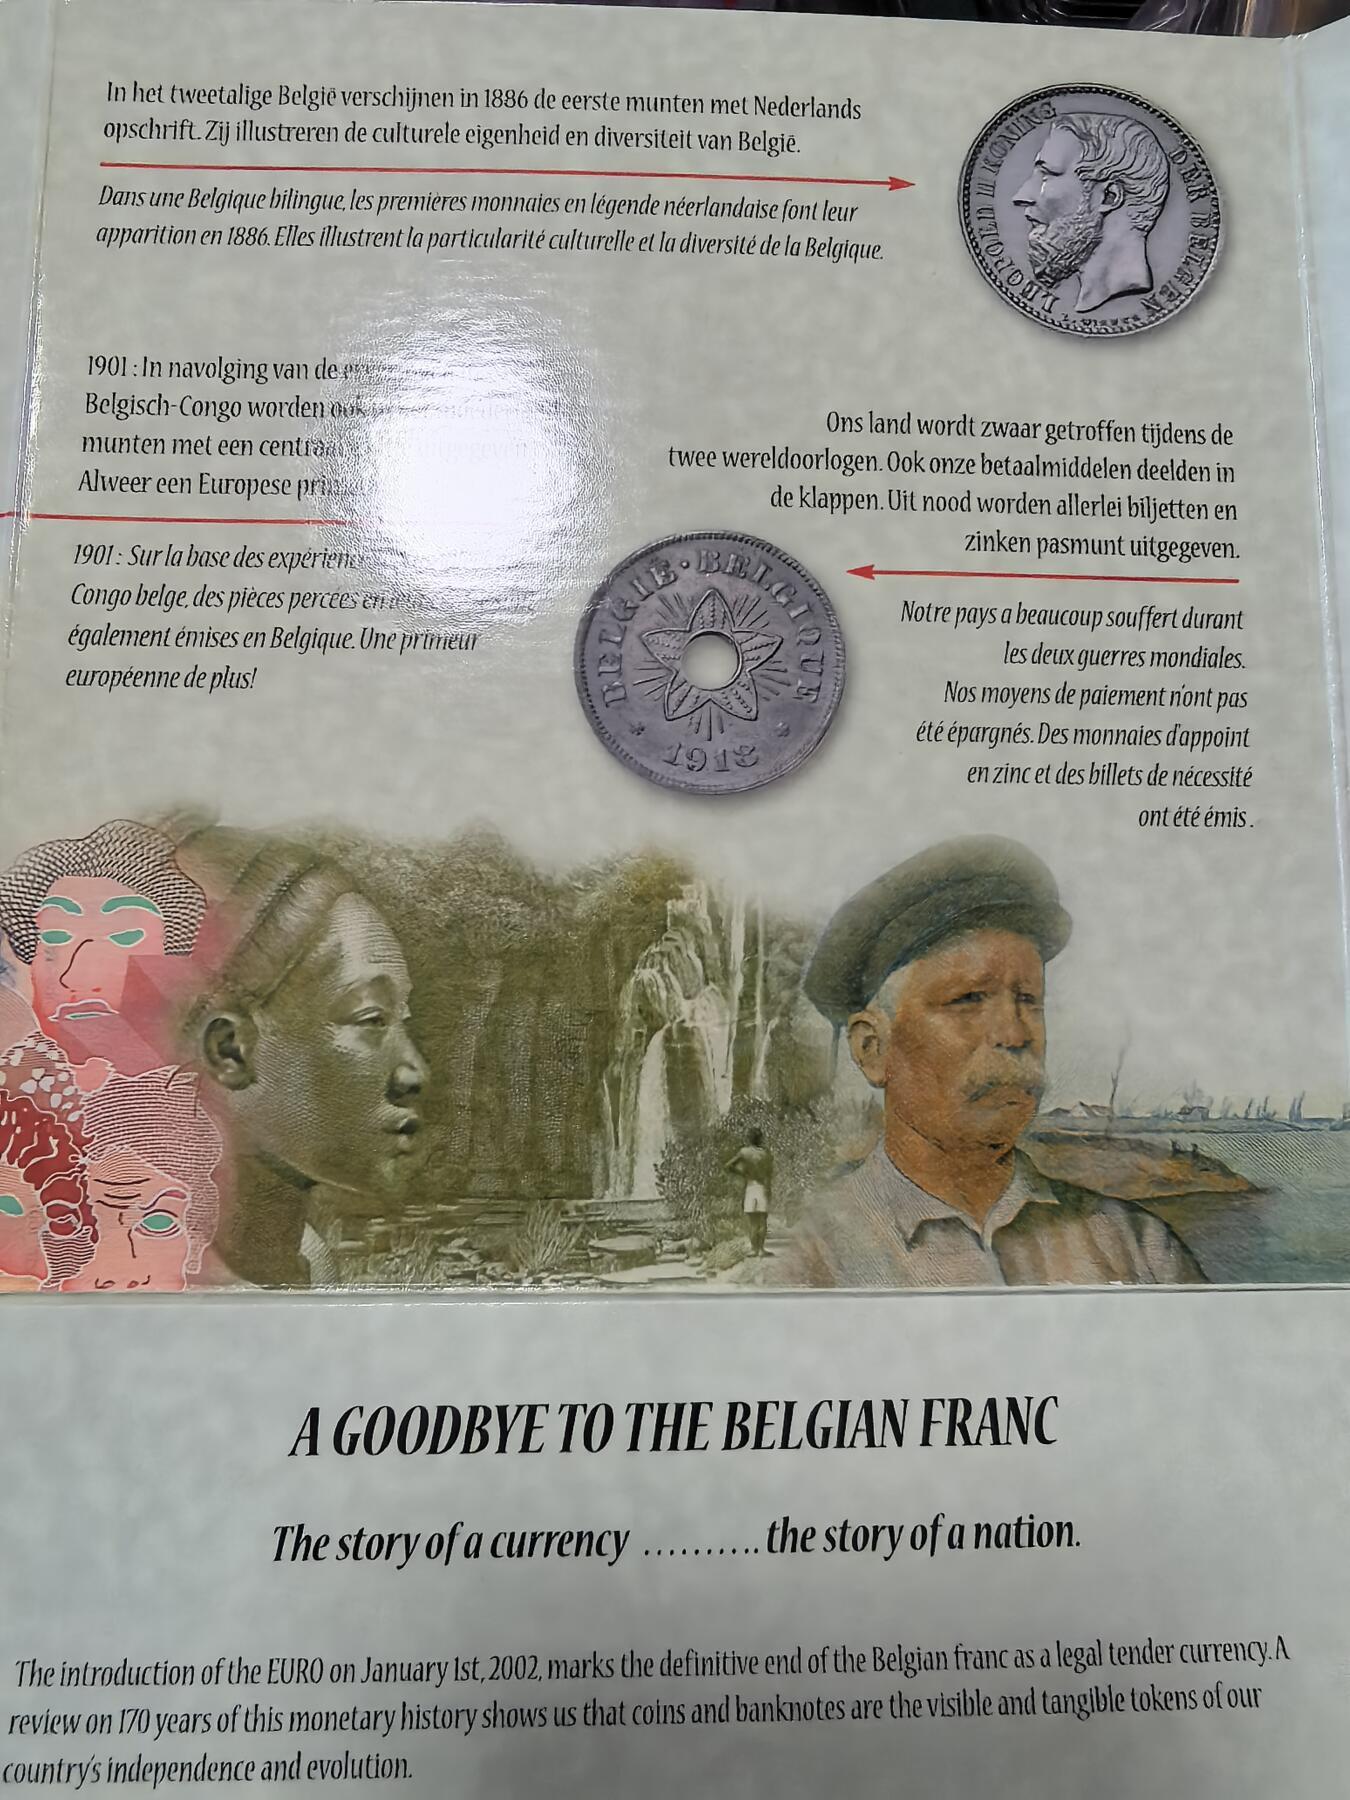 In het tweetalige België verschijnen in 1886 de eerste munten met Nederlands
opschrift. Zij illustreren de culturele eigenheid en diversiteit van België.
Dans une Belgique bilingue, les premières monnaies en légende néerlandaise font leur
apparition en 1886. Elles illustrent la particularité culturelle et la diversité de la Belgique.
LEOPOLD II KONING DER BELGEN
1901 : In navolging van de
Belgisch-Congo worden ook
munten met een centraal uitgegeven
Alweer een Europese
1901 : Sur la base des
Congo belge, des pièces percées en
également émises en Belgique. Une primeur
européenne de plus!
Ons land wordt zwaar getroffen tijdens de
twee wereldoorlogen. Ook onze betaalmiddelen deelden in
de klappen. Uit nood worden allerlei biljetten en
zinken pasmunt uitgegeven.
BELGIË · BELGIQUE
1918
Notre pays a beaucoup souffert durant
les deux guerres mondiales.
Nos moyens de paiement n'ont pas
été épargnés. Des monnaies d'appoint
en zinc et des billets de nécessité
ont été émis .
A GOODBYE TO THE BELGIAN FRANC
The story of a currency .......... the story of a nation.
The introduction of the EURO on January 1st, 2002, marks the definitive end of the Belgian franc as a legal tender currency. A
review on 170 years of this monetary history shows us that coins and banknotes are the visible and tangible tokens of our
country's independence and evolution.